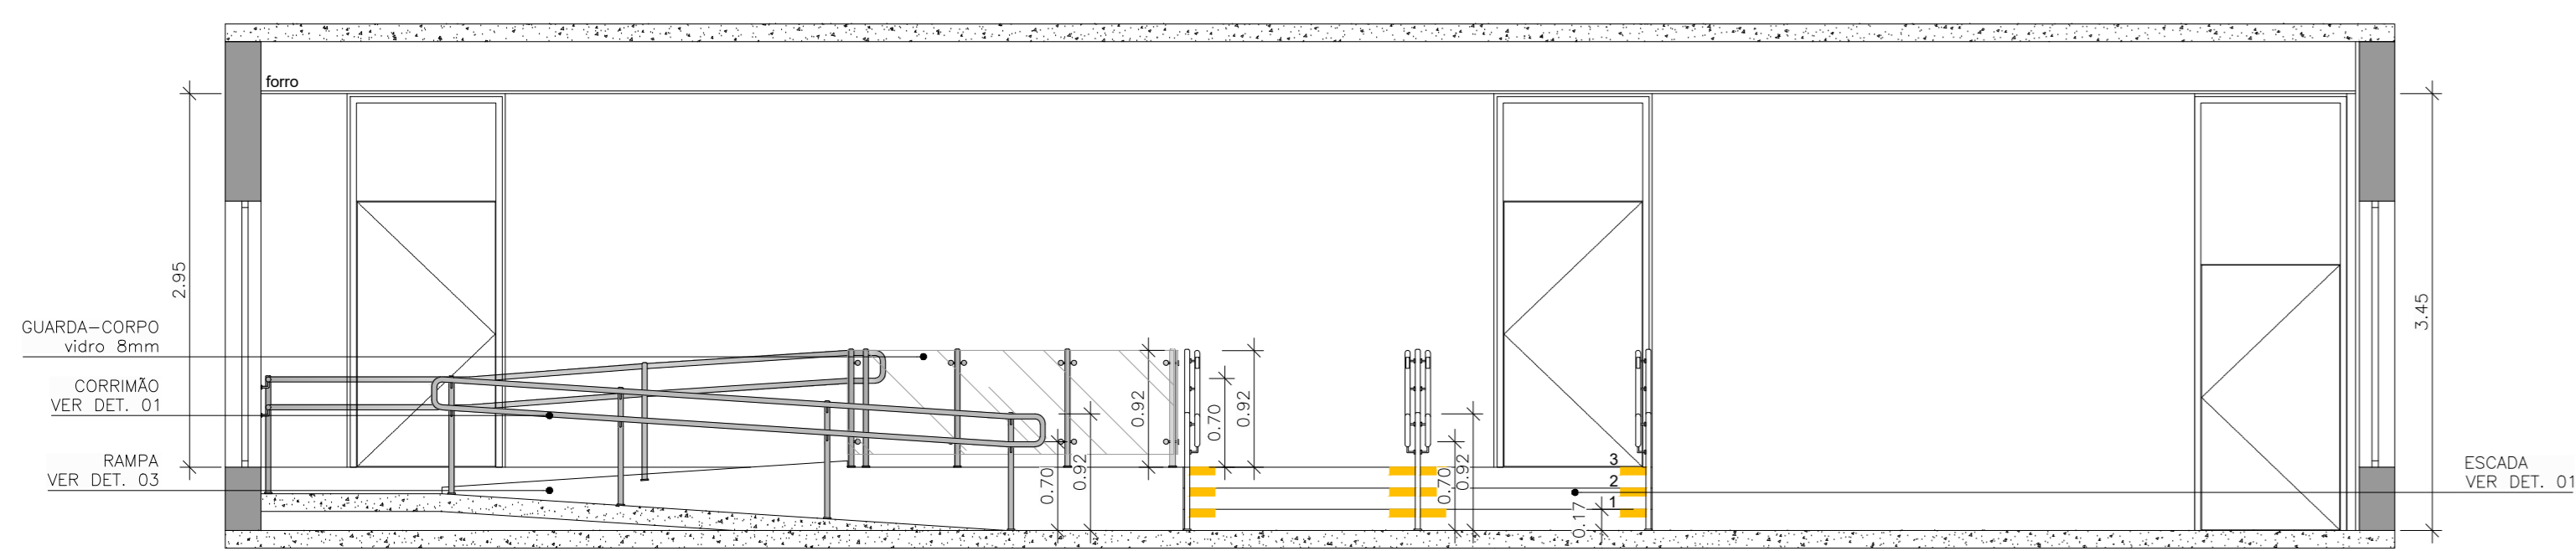 forro
2.95
3.45
GUARDA-CORPO
vidro 8mm
CORRIMÃO
VER DET. 01
RAMPA
VER DET. 03
0.92
0.70
0.92
0.70
0.92
0.70
0.92
3
2
1
0.17
ESCADA
VER DET. 01